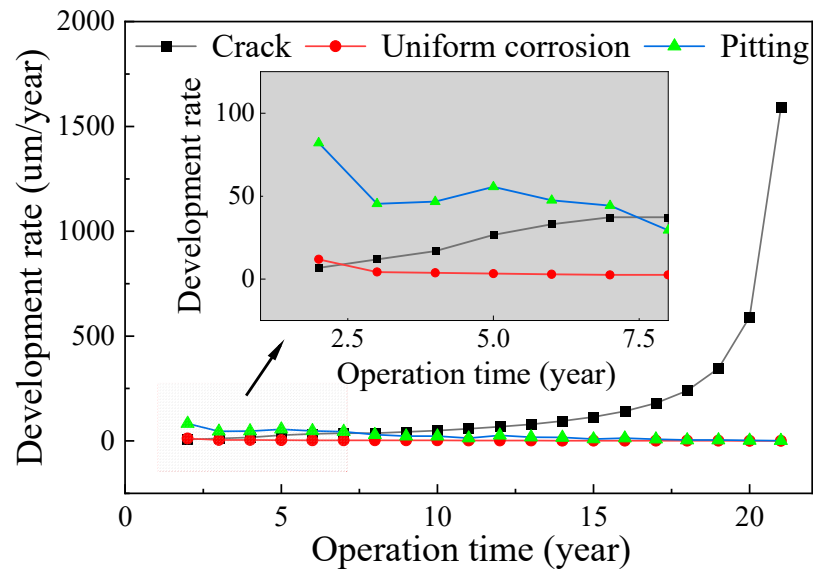 2000
1500
1000
500
0
Development rate (um/year)
Crack Uniform corrosion Pitting
100
50
0
Development rate
2.5 5.0 7.5
Operation time (year)
0 5 10 15 20
Operation time (year)